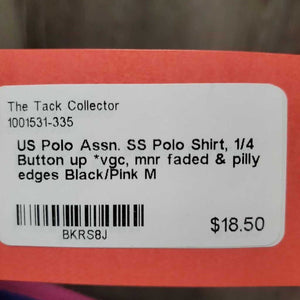 The Tack Collector
1001531-335
US Polo Assn. SS Polo Shirt, 1/4
Button up *vgc, mnr faded & pilly
edges Black/Pink M
BKRS8J
$18.50